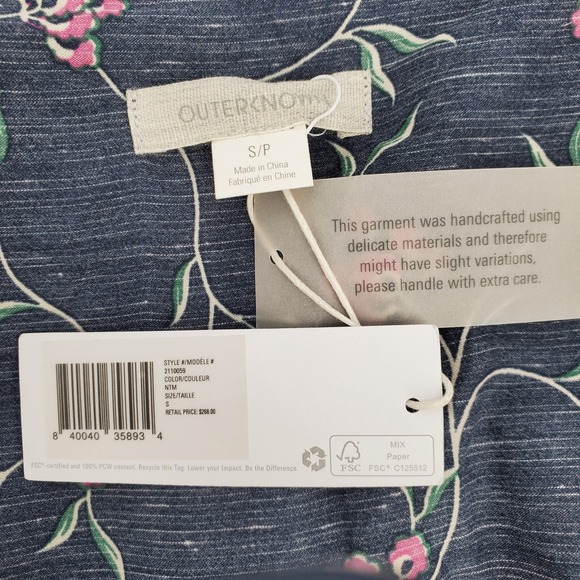 OUTERKNOWN
S/P
Made in China
Fabriqué en Chine
This garment was handcrafted using
delicate materials and therefore
might have slight variations,
please handle with extra care.
STYLE #/MODÈLE #
2110059
COLOR/COULEUR
NTM
SIZE/TAILLE
S
RETAIL PRICE: $268.00
8 40040 35893 4
FSC®-certified and 100% PCW content. Recycle this Tag. Lower your Impact. Be the Difference.
FSC
MIX
Paper
FSC® C125512